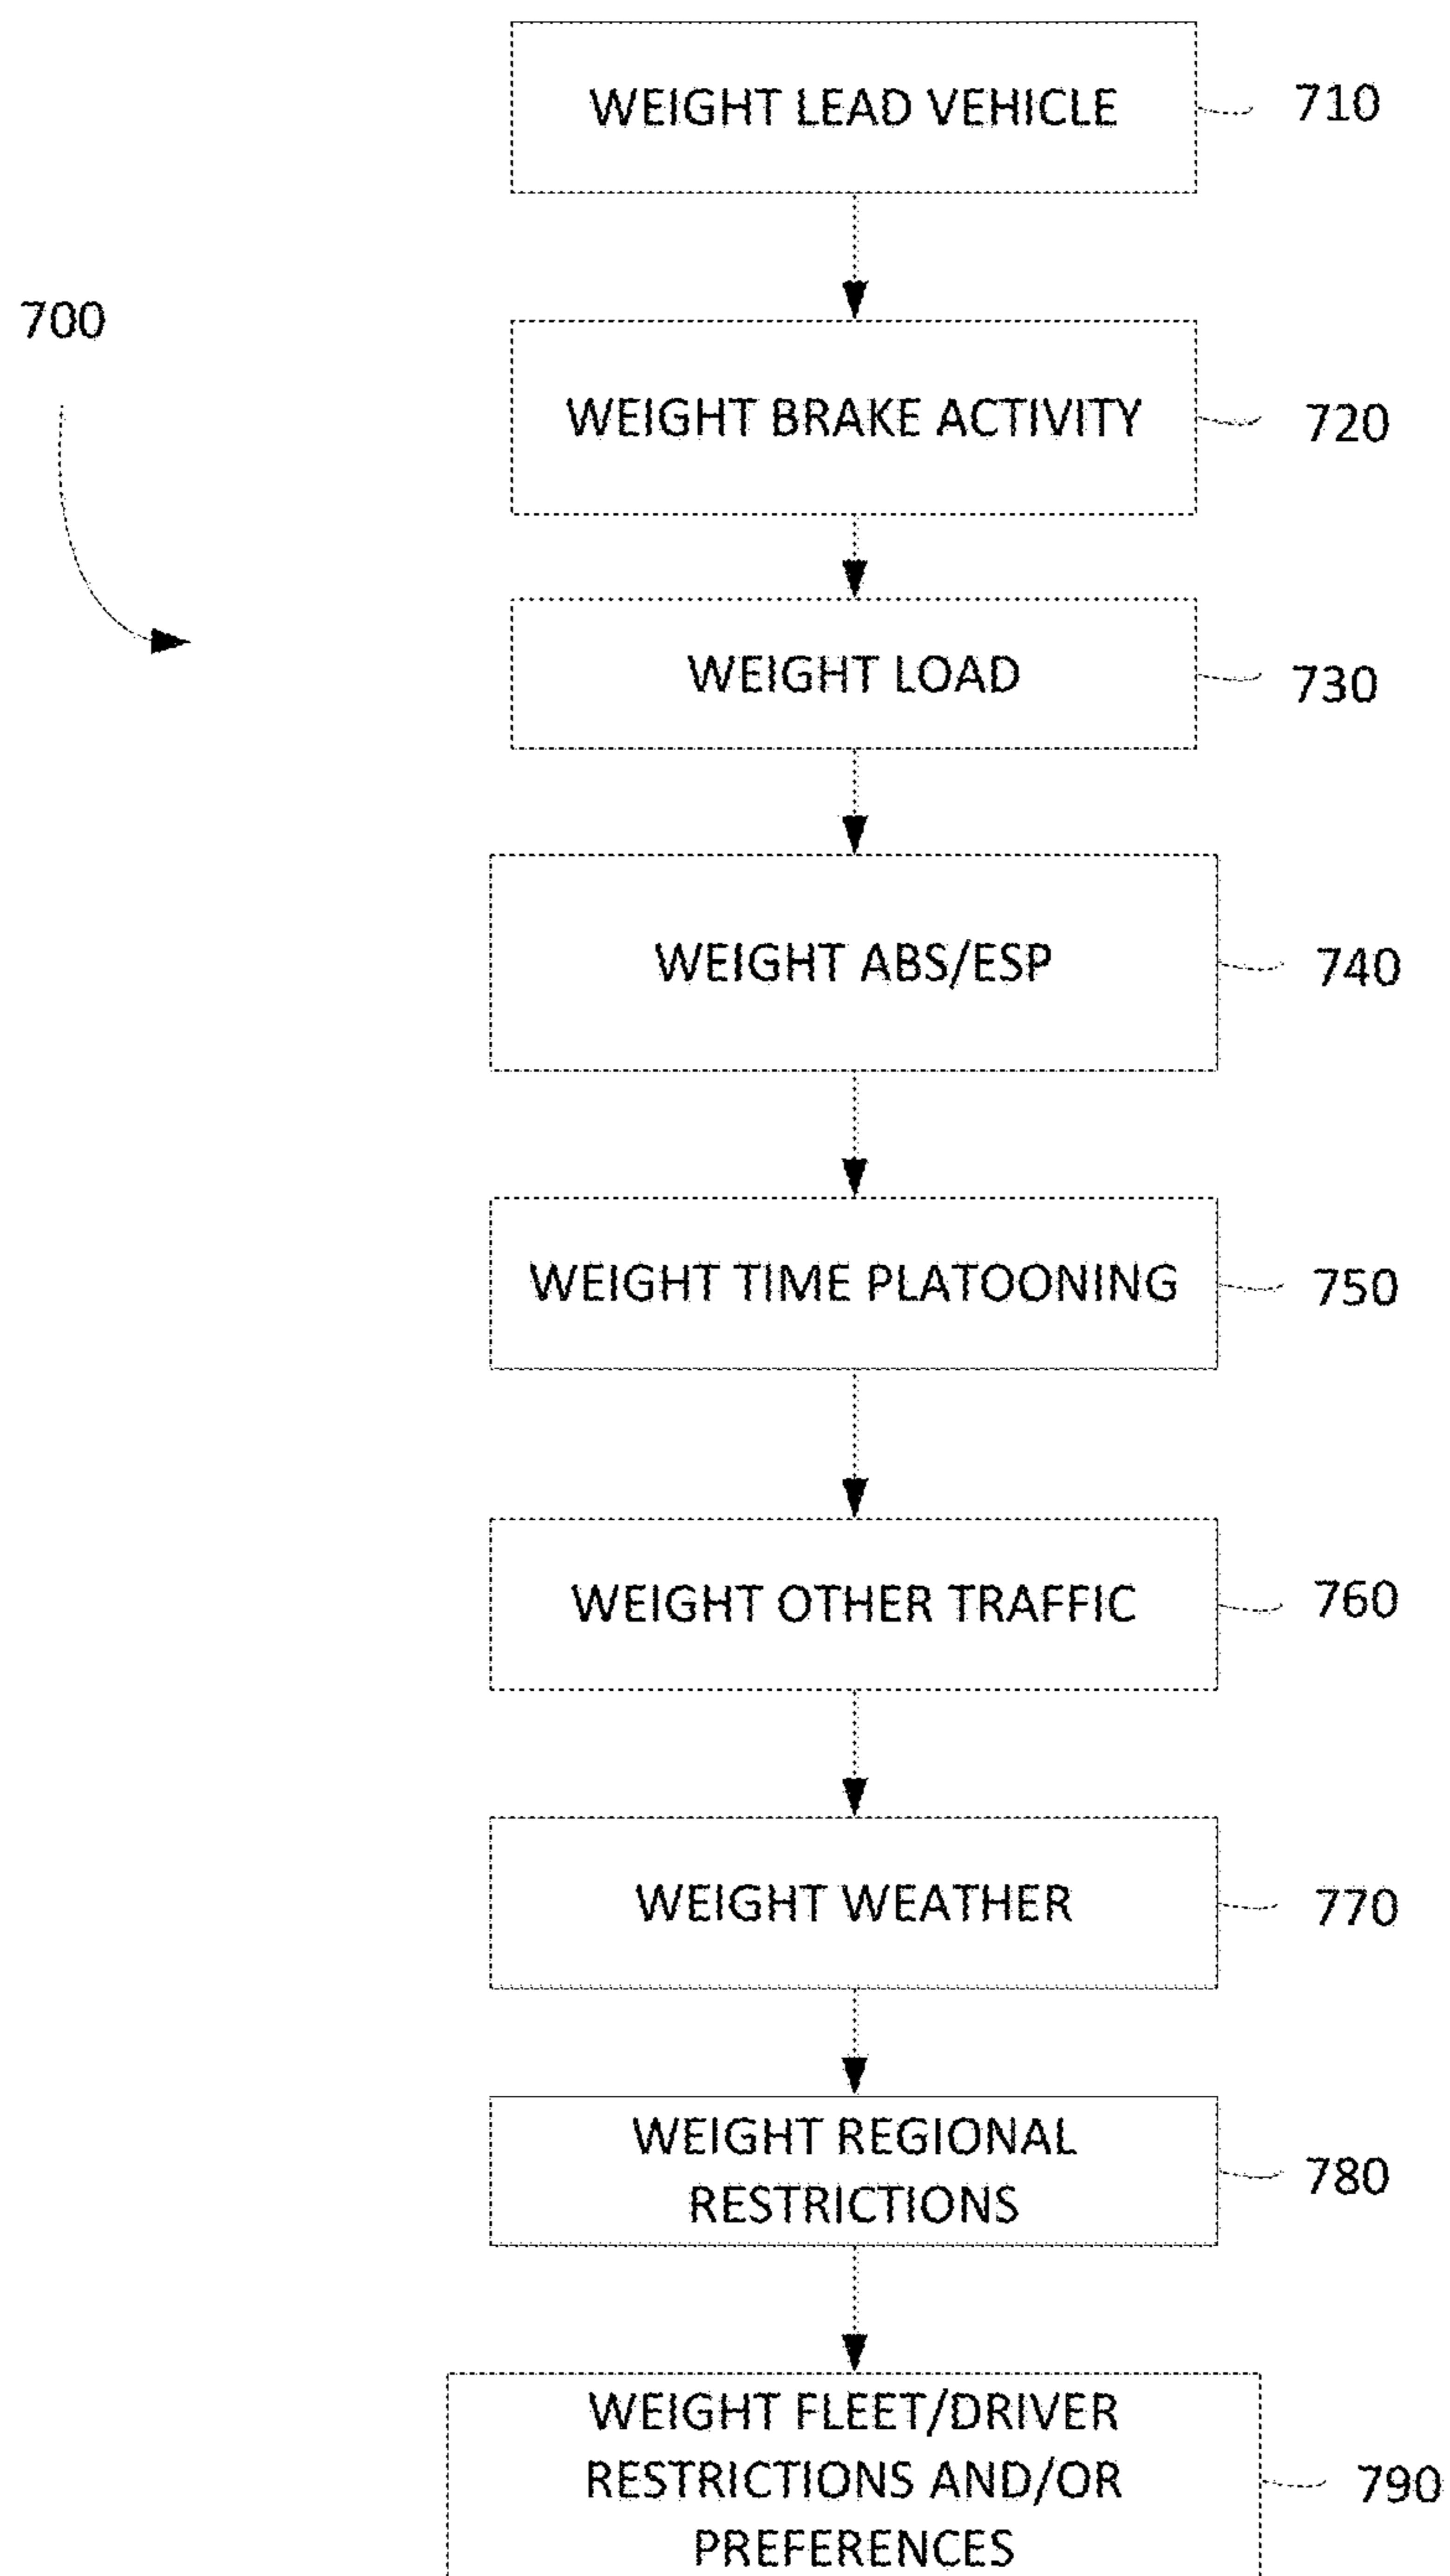 WEIGHT LEAD VEHICLE
710
700
WEIGHT BRAKE ACTIVITY
720
WEIGHT LOAD
730
WEIGHT ABS/ESP
740
WEIGHT TIME PLATOONING
750
WEIGHT OTHER TRAFFIC
760
WEIGHT WEATHER
770
WEIGHT REGIONAL
RESTRICTIONS
780
WEIGHT FLEET/DRIVER
RESTRICTIONS AND/OR
PREFERENCES
790